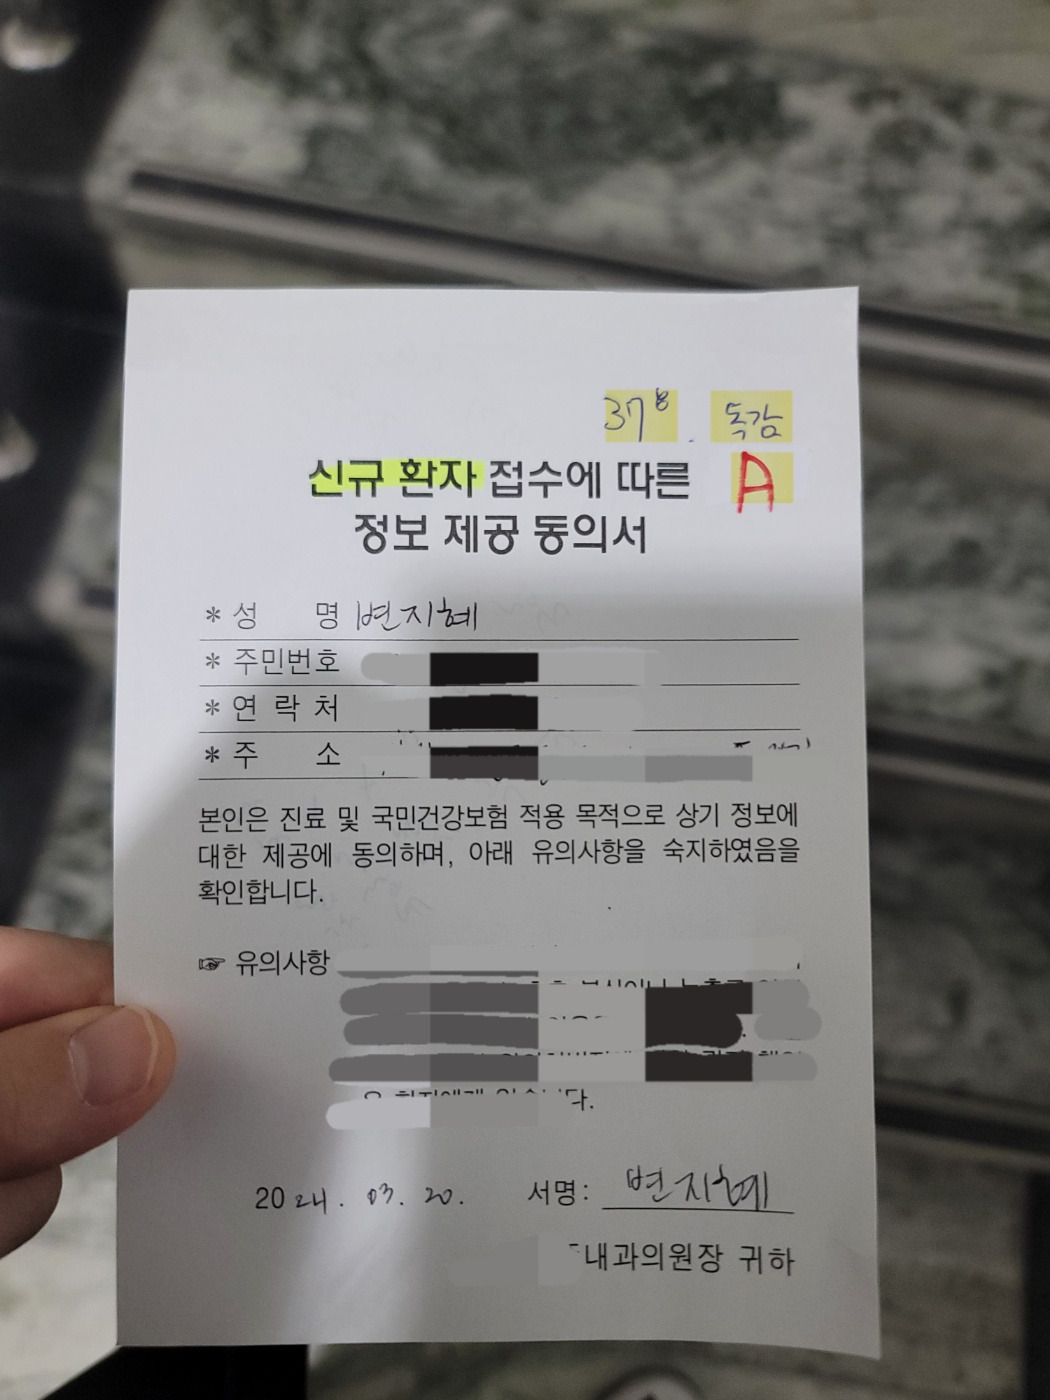 37⁸. 독감
신규 환자 접수에 따른 A
정보 제공 동의서
* 성 명 변지혜
* 주민번호
* 연 락 처
* 주 소
본인은 진료 및 국민건강보험 적용 목적으로 상기 정보에
대한 제공에 동의하며, 아래 유의사항을 숙지하였음을
확인합니다.
☞ 유의사항
다.
2024. 03. 20. 서명: 변지혜
내과의원장 귀하